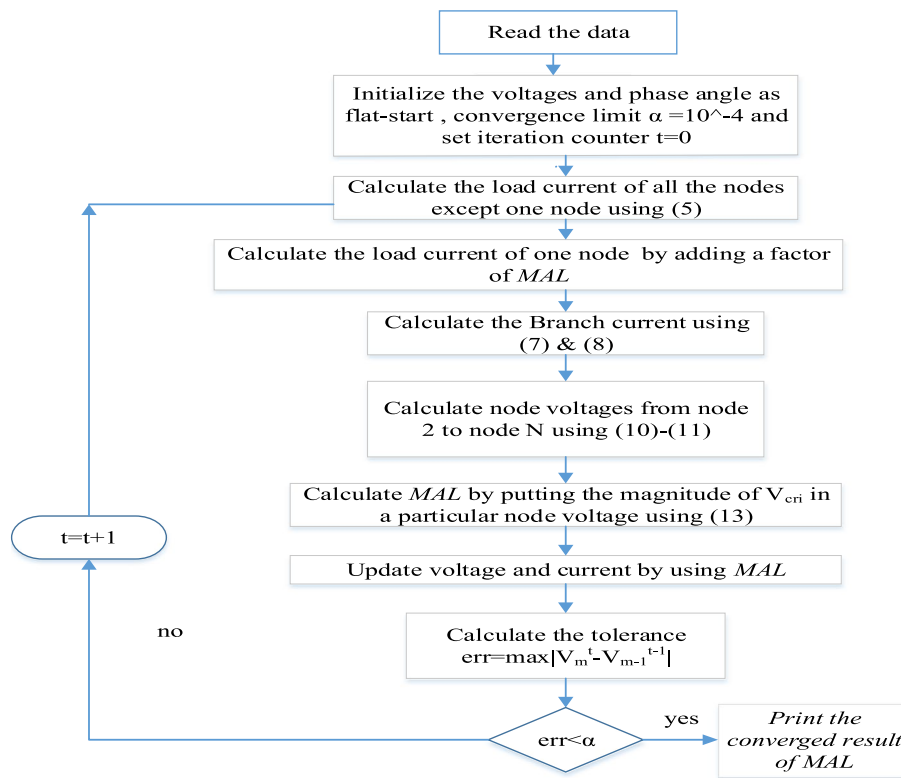 Read the data
Initialize the voltages and phase angle as
flat-start , convergence limit α =10^-4 and
set iteration counter t=0
Calculate the load current of all the nodes
except one node using (5)
Calculate the load current of one node by adding a factor
of MAL
Calculate the Branch current using
(7) & (8)
Calculate node voltages from node
2 to node N using (10)-(11)
Calculate MAL by putting the magnitude of Vcri in
a particular node voltage using (13)
t=t+1
Update voltage and current by using MAL
no
Calculate the tolerance
err=max|Vm^t-Vm-1^t-1|
err<α
yes
Print the
converged result
of MAL